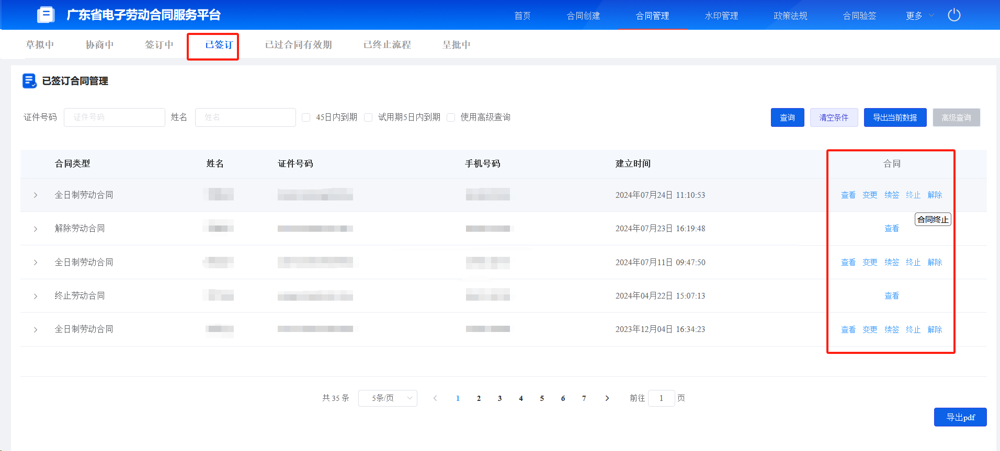 广东省电子劳动合同服务平台 首页 合同创建 合同管理 水印管理 政策法规 合同验签 更多
草拟中 协商中 签订中 已签订 已过合同有效期 已终止流程 呈批中
已签订合同管理
证件号码 证件号码 姓名 姓名 45日内到期 试用期5日内到期 使用高级查询 查询 清空条件 导出当前数据 高级查询
合同类型 姓名 证件号码 手机号码 建立时间 合同
全日制劳动合同 2024年07月24日 11:10:53 查看 变更 续签 终止 解除
合同终止
解除劳动合同 2024年07月23日 16:19:48 查看
全日制劳动合同 2024年07月11日 09:47:50 查看 变更 续签 终止 解除
终止劳动合同 2024年04月22日 15:07:13 查看
全日制劳动合同 2023年12月04日 16:34:23 查看 变更 续签 终止 解除
共 35 条 5条/页 1 2 3 4 5 6 7 前往 1 页
导出pdf